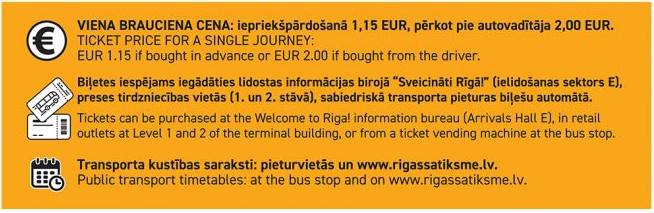 VIENA BRAUCIENA CENA: iepriekšpārdošanā 1,15 EUR, pērkot pie autovadītāja 2,00 EUR.
TICKET PRICE FOR A SINGLE JOURNEY:
EUR 1.15 if bought in advance or EUR 2.00 if bought from the driver.
Biļetes iespējams iegādāties lidostas informācijas birojā “Sveicināti Rīgā!” (ielidošanas sektors E),
preses tirdzniecības vietās (1. un 2. stāvā), sabiedriskā transporta pieturas biļešu automātā.
Tickets can be purchased at the Welcome to Riga! information bureau (Arrivals Hall E), in retail
outlets at Level 1 and 2 of the terminal building, or from a ticket vending machine at the bus stop.
Transporta kustības saraksti: pieturvietās un www.rigassatiksme.lv.
Public transport timetables: at the bus stop and on www.rigassatiksme.lv.